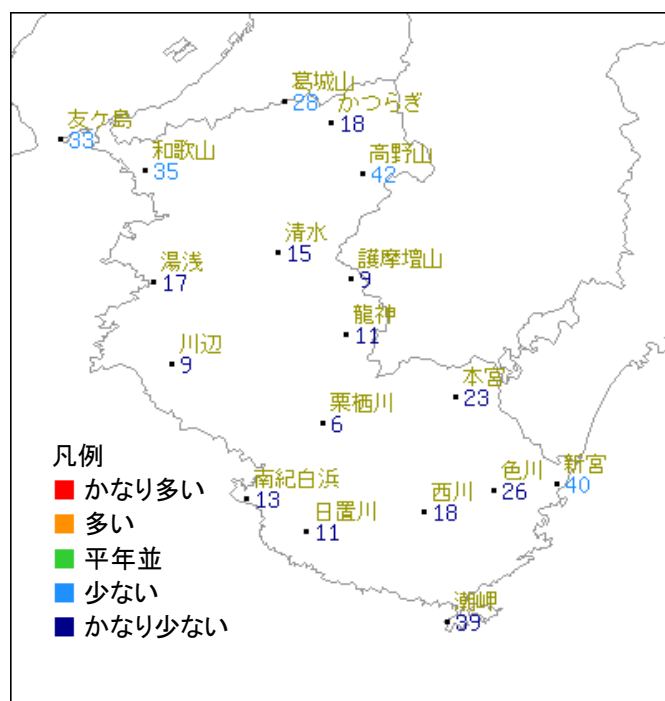 葛城山
28
かつらぎ
18
友ケ島
33
和歌山
35
高野山
42
清水
15
護摩壇山
9
湯浅
17
龍神
11
川辺
9
本宮
23
栗栖川
6
凡例
かなり多い
多い
平年並
少ない
かなり少ない
南紀白浜
13
日置川
11
西川
18
色川
26
新宮
40
潮岬
39